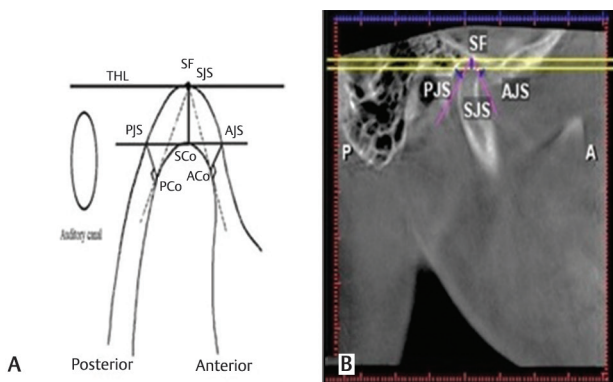 SF
THL
SJS
PJS
AJS
SCo
ACo
PCo
Auditory canal
A
Posterior
Anterior
SF
PJS
AJS
SJS
P
A
B